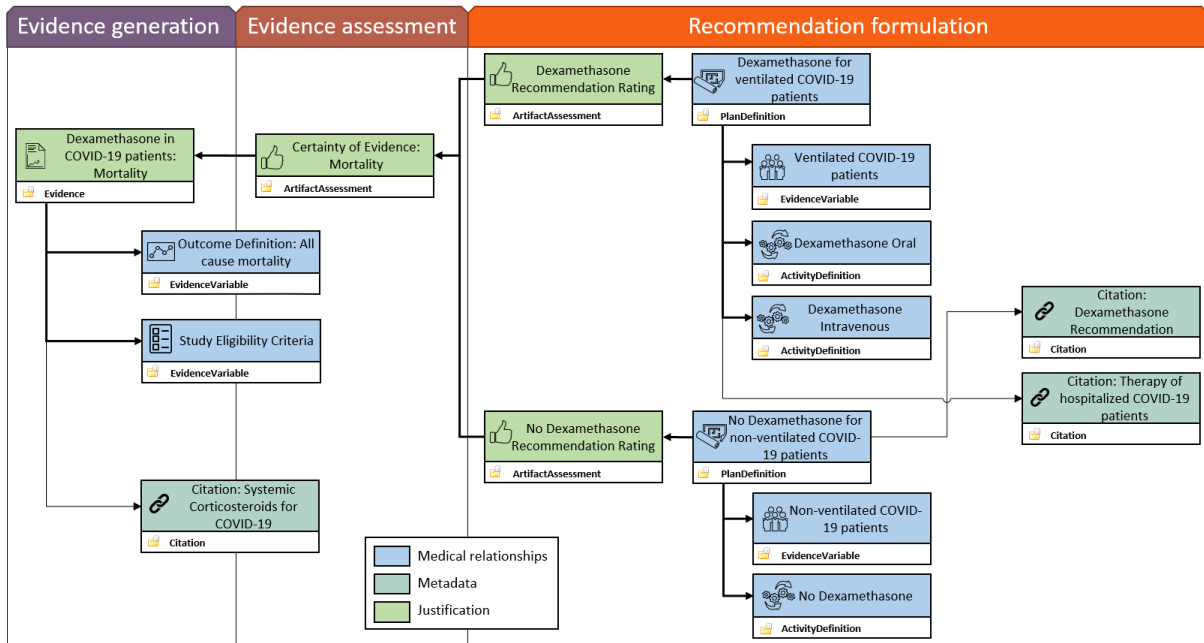 Evidence generation
Evidence assessment
Recommendation formulation
Dexamethasone
Recommendation Rating
ArtifactAssessment
Dexamethasone for
ventilated COVID-19
patients
PlanDefinition
Dexamethasone in
COVID-19 patients:
Mortality
Evidence
Certainty of Evidence:
Mortality
ArtifactAssessment
Ventilated COVID-19
patients
EvidenceVariable
Outcome Definition: All
cause mortality
EvidenceVariable
Dexamethasone Oral
ActivityDefinition
Study Eligibility Criteria
EvidenceVariable
Dexamethasone
Intravenous
ActivityDefinition
Citation:
Dexamethasone
Recommendation
Citation
Citation: Therapy of
hospitalized COVID-19
patients
Citation
No Dexamethasone
Recommendation Rating
ArtifactAssessment
No Dexamethasone for
non-ventilated COVID-
19 patients
PlanDefinition
Citation: Systemic
Corticosteroids for
COVID-19
Citation
Non-ventilated COVID-
19 patients
EvidenceVariable
No Dexamethasone
ActivityDefinition
Medical relationships
Metadata
Justification